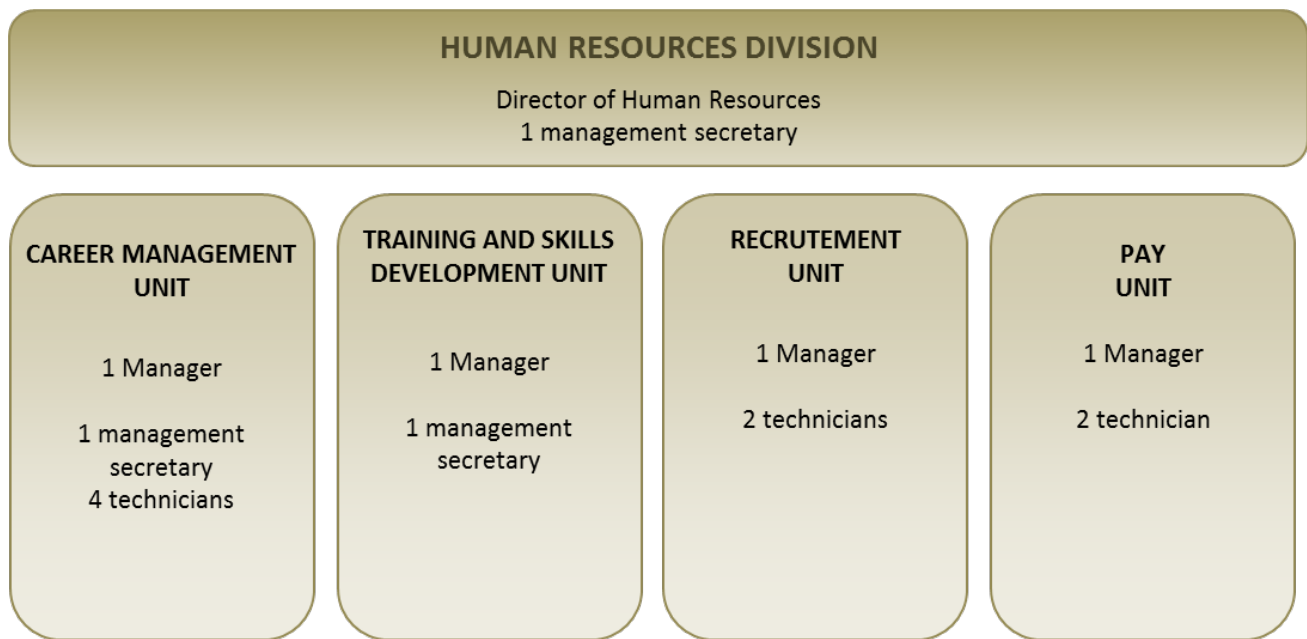 HUMAN RESOURCES DIVISION
Director of Human Resources
1 management secretary
CAREER MANAGEMENT
UNIT
1 Manager
1 management
secretary
4 technicians
TRAINING AND SKILLS
DEVELOPMENT UNIT
1 Manager
1 management
secretary
RECRUTEMENT
UNIT
1 Manager
2 technicians
PAY
UNIT
1 Manager
2 technician